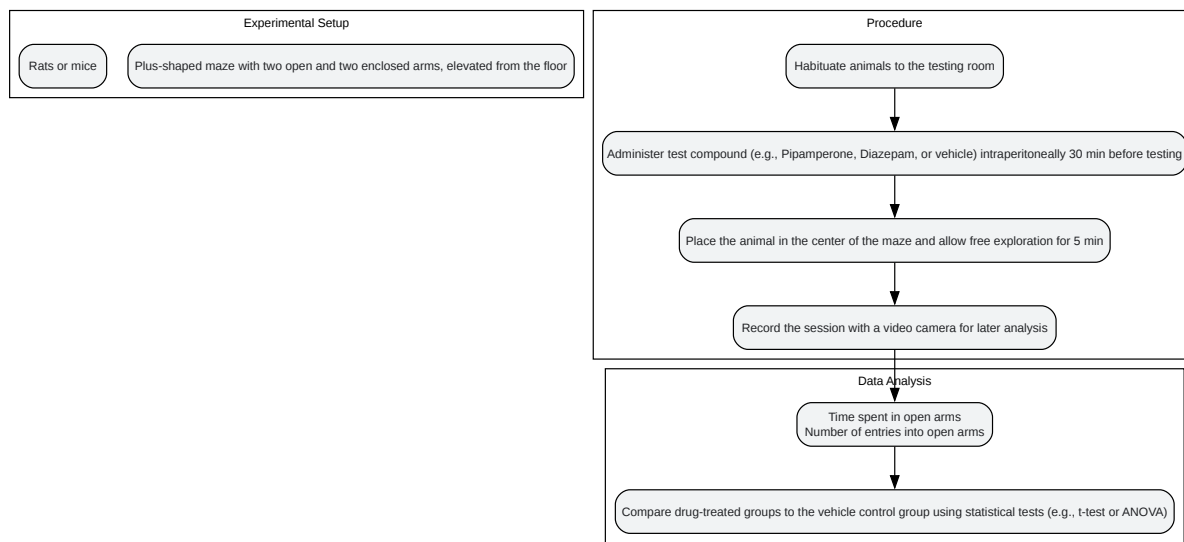 Experimental Setup
Rats or mice
Plus-shaped maze with two open and two enclosed arms, elevated from the floor
Procedure
Habituate animals to the testing room
Administer test compound (e.g., Pipamperone, Diazepam, or vehicle) intraperitoneally 30 min before testing
Place the animal in the center of the maze and allow free exploration for 5 min
Record the session with a video camera for later analysis
Data Analysis
Time spent in open arms
Number of entries into open arms
Compare drug-treated groups to the vehicle control group using statistical tests (e.g., t-test or ANOVA)